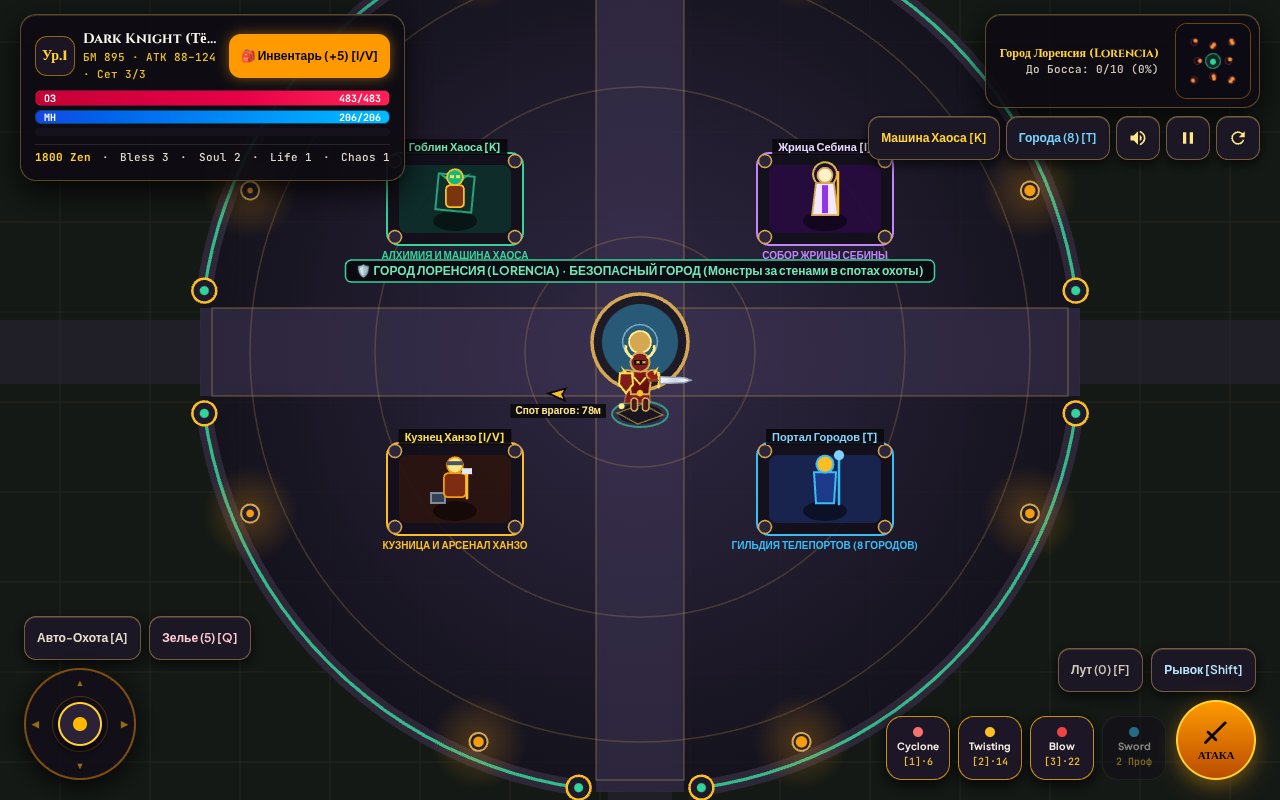 Ур.1
DARK KNIGHT (Тё...
БМ 895 · АТК 88–124
· Сет 3/3
🎒 Инвентарь (+5) [I/V]
ОЗ 483/483
МН 206/206
1800 Zen · Bless 3 · Soul 2 · Life 1 · Chaos 1
Город Лоренсия (LORENCIA)
До Босса: 0/10 (0%)
Машина Хаоса [K]
Города (8) [T]
Гоблин Хаоса [K]
Жрица Себина [
АЛХИМИЯ И МАШИНА ХАОСА
СОБОР ЖРИЦЫ СЕБИНЫ
🛡️ ГОРОД ЛОРЕНСИЯ (LORENCIA) · БЕЗОПАСНЫЙ ГОРОД (Монстры за стенами в спотах охоты)
Спот врагов: 78м
Кузнец Ханзо [I/V]
Портал Городов [T]
КУЗНИЦА И АРСЕНАЛ ХАНЗО
ГИЛЬДИЯ ТЕЛЕПОРТОВ (8 ГОРОДОВ)
Авто-Охота [A]
Зелье (5) [Q]
Лут (0) [F]
Рывок [Shift]
Cyclone
[1]·6
Twisting
[2]·14
Blow
[3]·22
Sword
2 Проф
АТАКА